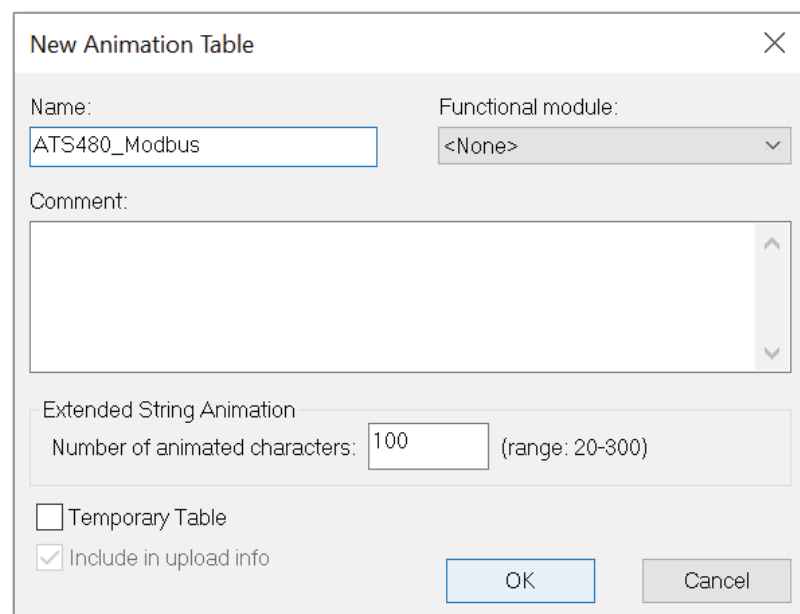 New Animation Table
Name: Functional module:
ATS480_Modbus <None>
Comment:
Extended String Animation
Number of animated characters: 100 (range: 20-300)
Temporary Table
Include in upload info
OK Cancel